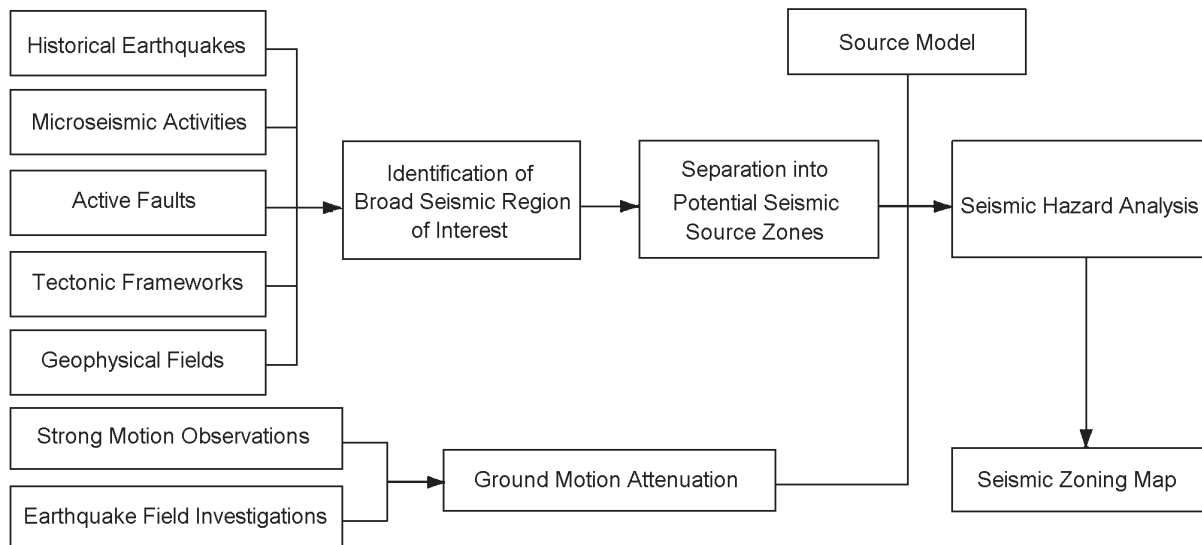 Historical Earthquakes
Microseismic Activities
Active Faults
Tectonic Frameworks
Geophysical Fields
Strong Motion Observations
Earthquake Field Investigations
Identification of
Broad Seismic Region
of Interest
Separation into
Potential Seismic
Source Zones
Ground Motion Attenuation
Source Model
Seismic Hazard Analysis
Seismic Zoning Map